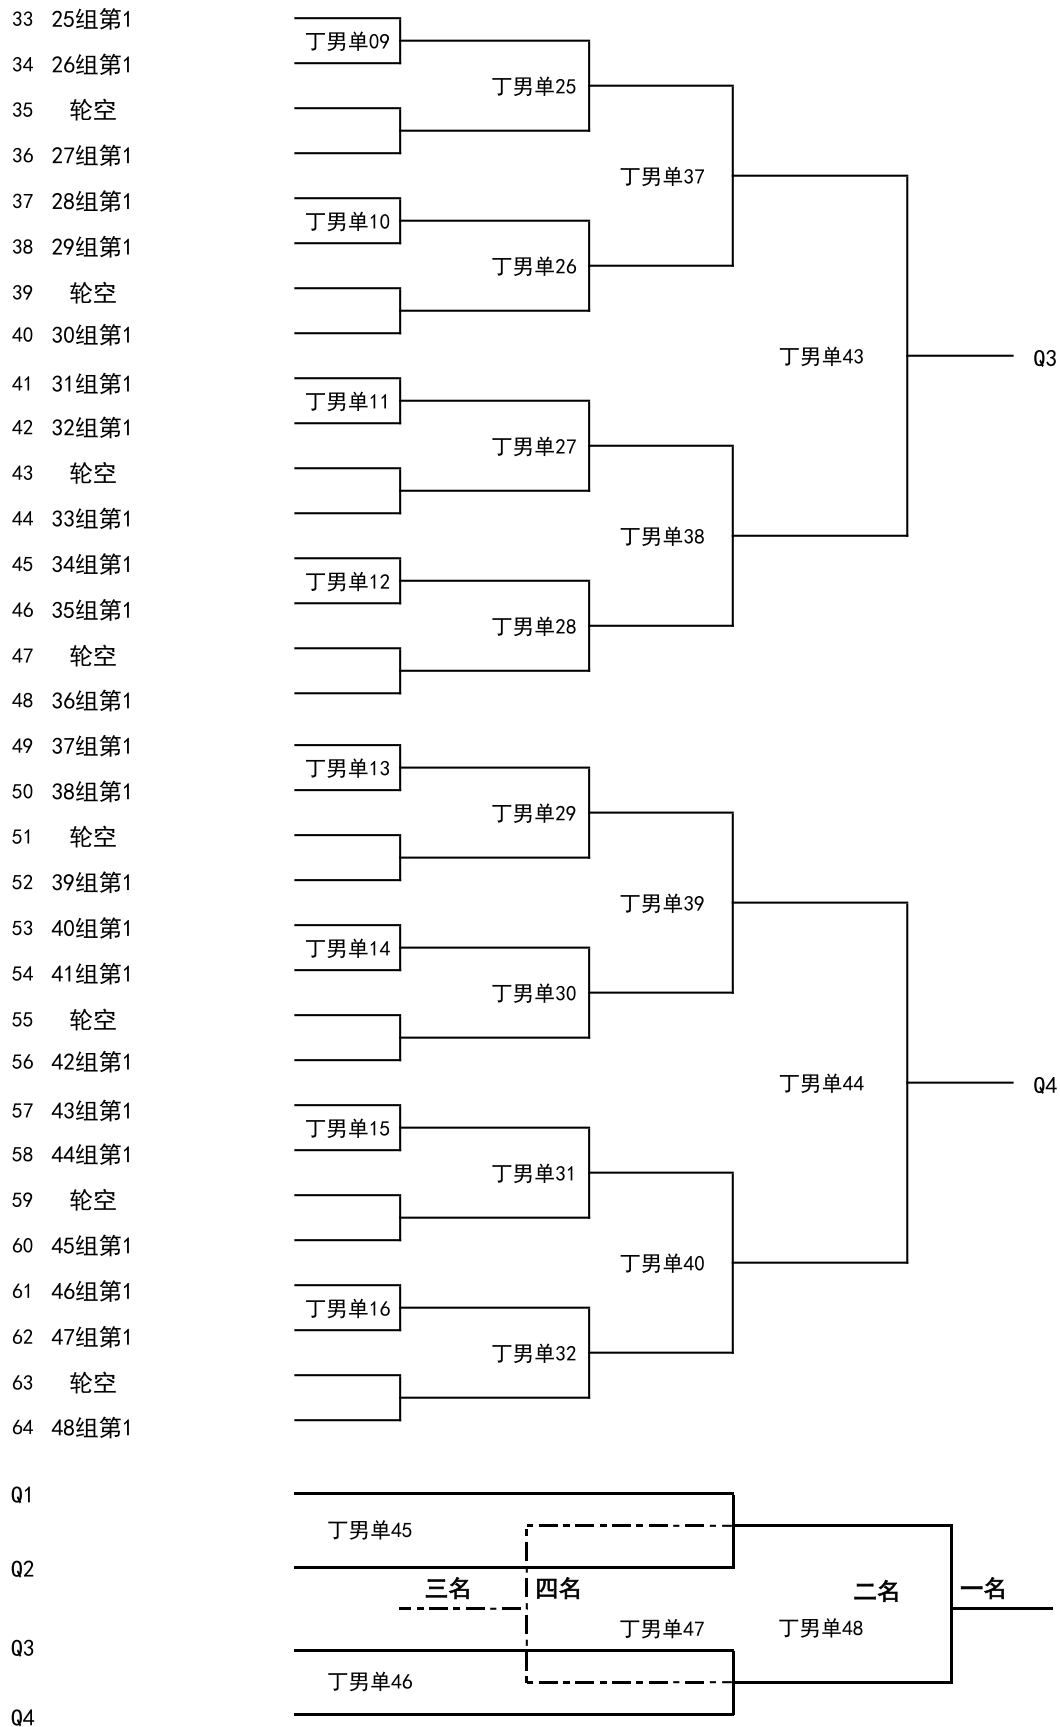 33 25组第1
丁男单09
34 26组第1
丁男单25
35 轮空
36 27组第1
丁男单37
37 28组第1
丁男单10
38 29组第1
丁男单26
39 轮空
40 30组第1
丁男单43 Q3
41 31组第1
丁男单11
42 32组第1
丁男单27
43 轮空
44 33组第1
丁男单38
45 34组第1
丁男单12
46 35组第1
丁男单28
47 轮空
48 36组第1
49 37组第1
丁男单13
50 38组第1
丁男单29
51 轮空
52 39组第1
丁男单39
53 40组第1
丁男单14
54 41组第1
丁男单30
55 轮空
56 42组第1
丁男单44 Q4
57 43组第1
丁男单15
58 44组第1
丁男单31
59 轮空
60 45组第1
丁男单40
61 46组第1
丁男单16
62 47组第1
丁男单32
63 轮空
64 48组第1
Q1
丁男单45
Q2
三名 四名 二名 一名
丁男单47 丁男单48
Q3
丁男单46
Q4